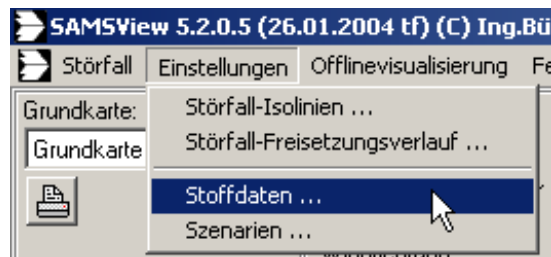 SAMSView 5.2.0.5 (26.01.2004 tf) (C) Ing.Bü
Störfall Einstellungen Offlinevisualisierung Fe
Grundkarte:
Störfall-Isolinien ...
Grundkarte
Störfall-Freisetzungsverlauf ...
Stoffdaten ...
Szenarien ...